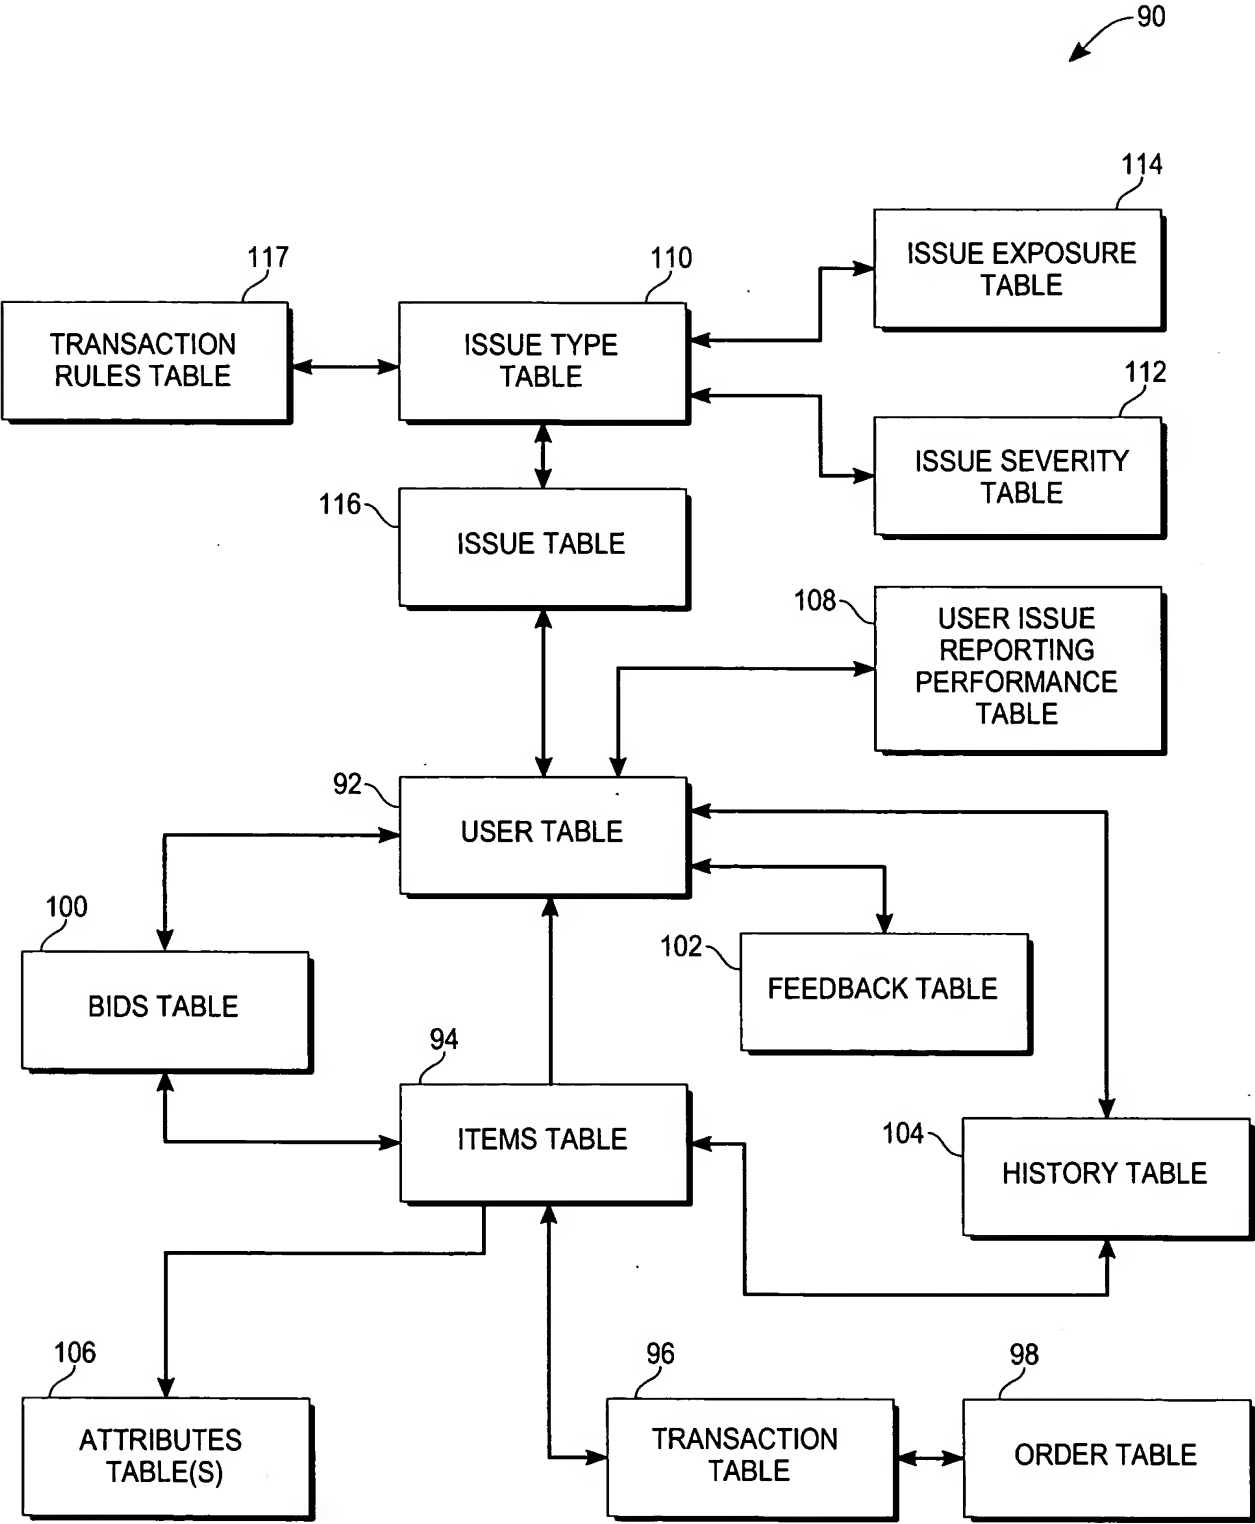 90
114
ISSUE EXPOSURE
TABLE
117
TRANSACTION
RULES TABLE
110
ISSUE TYPE
TABLE
112
ISSUE SEVERITY
TABLE
116
ISSUE TABLE
108
USER ISSUE
REPORTING
PERFORMANCE
TABLE
92
USER TABLE
100
BIDS TABLE
102
FEEDBACK TABLE
94
ITEMS TABLE
104
HISTORY TABLE
106
ATTRIBUTES
TABLE(S)
96
TRANSACTION
TABLE
98
ORDER TABLE